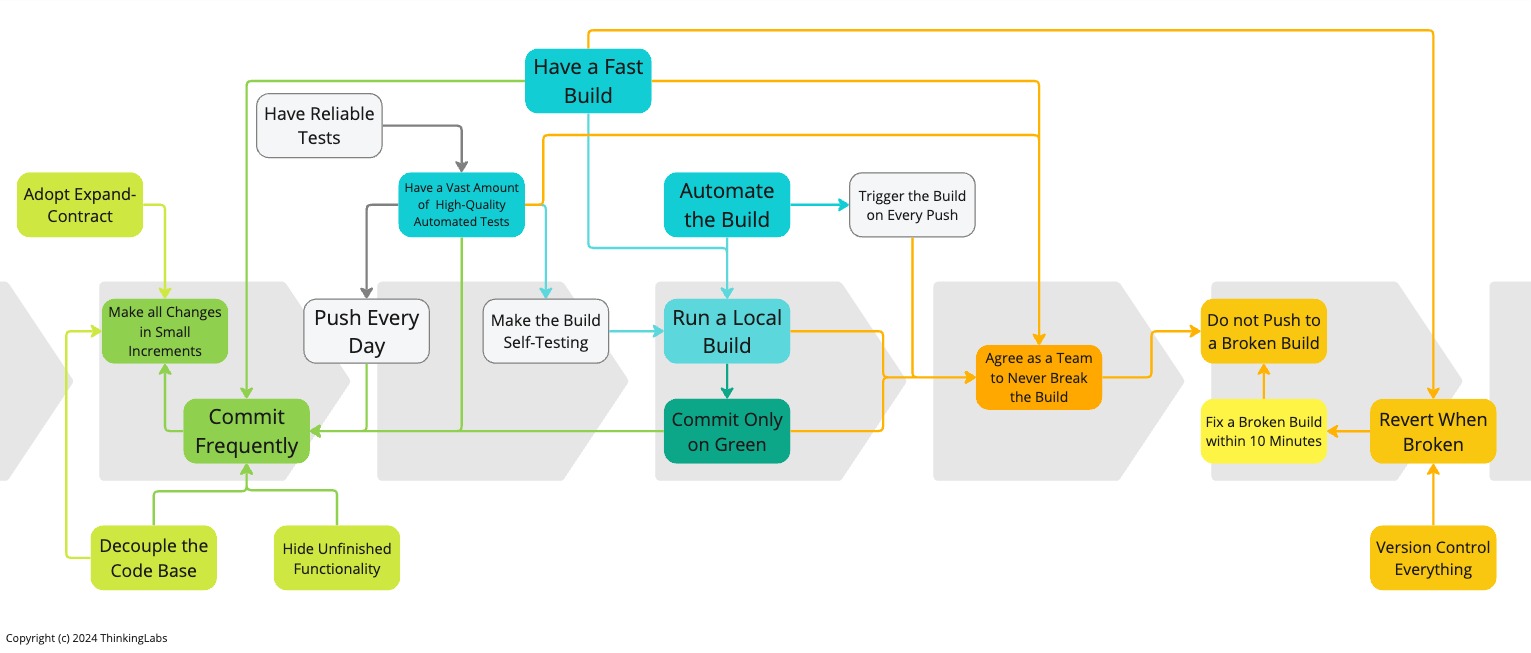 Have a Fast
Build
Have Reliable
Tests
Adopt Expand-
Contract
Have a Vast Amount
of High-Quality
Automated Tests
Automate
the Build
Trigger the Build
on Every Push
Make all Changes
in Small
Increments
Push Every
Day
Make the Build
Self-Testing
Run a Local
Build
Agree as a Team
to Never Break
the Build
Do not Push to
a Broken Build
Commit
Frequently
Commit Only
on Green
Fix a Broken Build
within 10 Minutes
Revert When
Broken
Decouple the
Code Base
Hide Unfinished
Functionality
Version Control
Everything
Copyright (c) 2024 ThinkingLabs